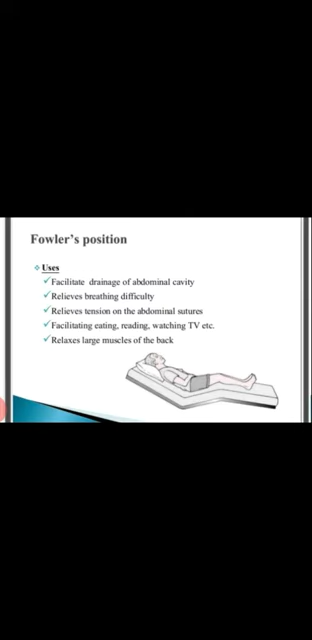 Fowler's position
Uses
Facilitate drainage of abdominal cavity
Relieves breathing difficulty
Relieves tension on the abdominal sutures
Facilitating eating, reading, watching TV etc.
Relaxes large muscles of the back